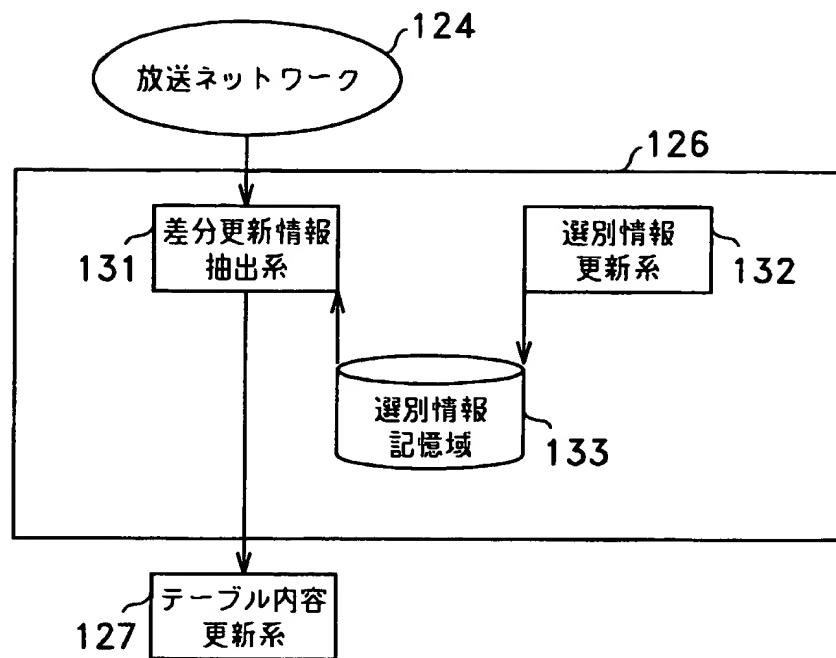 124
放送ネットワーク
126
差分更新情報
抽出系
131
選別情報
更新系
132
選別情報
記憶域
133
テーブル内容
更新系
127